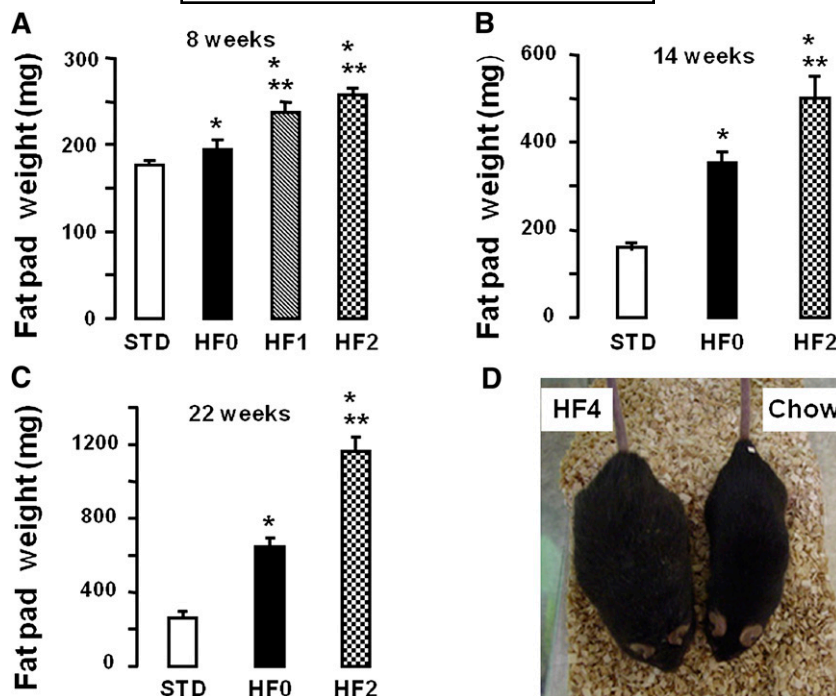 A
8 weeks
Fat pad weight (mg)
300
200
100
0
*
*
**
*
**
STD HF0 HF1 HF2
B
14 weeks
Fat pad weight (mg)
600
400
200
0
*
*
**
STD HF0 HF2
C
22 weeks
Fat pad weight (mg)
1200
800
400
0
*
*
**
STD HF0 HF2
D
HF4 Chow